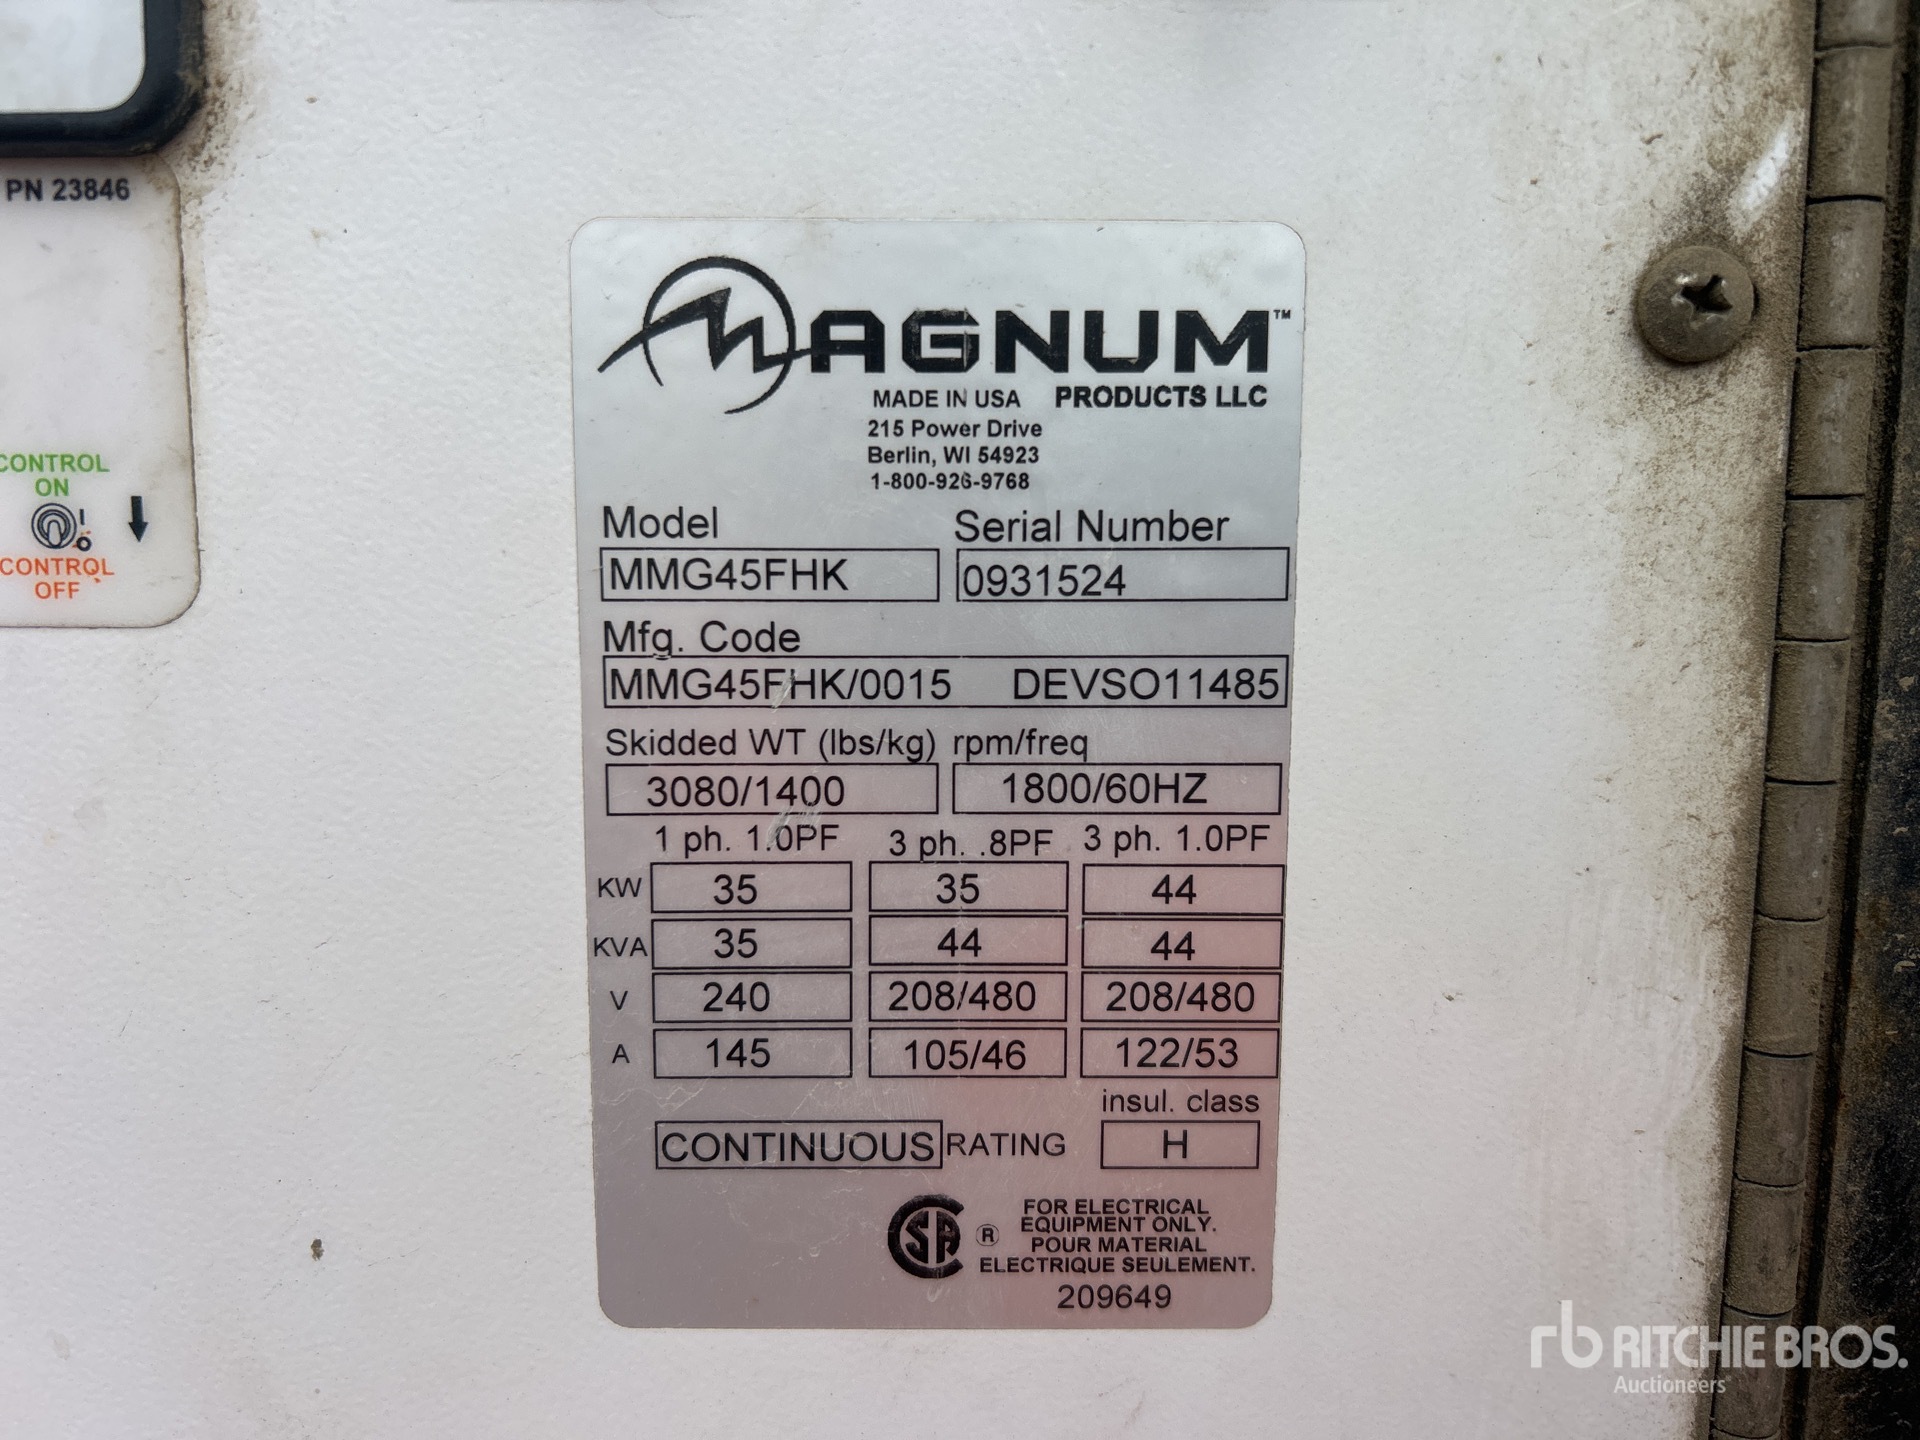 PN 23846
CONTROL
ON
CONTROL
OFF
MAGNUM™
MADE IN USA PRODUCTS LLC
215 Power Drive
Berlin, WI 54923
1-800-926-9768
Model Serial Number
MMG45FHK 0931524
Mfg. Code
MMG45FHK/0015 DEVSO11485
Skidded WT (lbs/kg) rpm/freq
3080/1400 1800/60HZ
1 ph. 1.0PF 3 ph. .8PF 3 ph. 1.0PF
KW 35 35 44
KVA 35 44 44
V 240 208/480 208/480
A 145 105/46 122/53
insul. class
CONTINUOUS RATING H
FOR ELECTRICAL
EQUIPMENT ONLY.
POUR MATERIAL
ELECTRIQUE SEULEMENT.
209649
SA ®
rb RITCHIE BROS.
Auctioneers